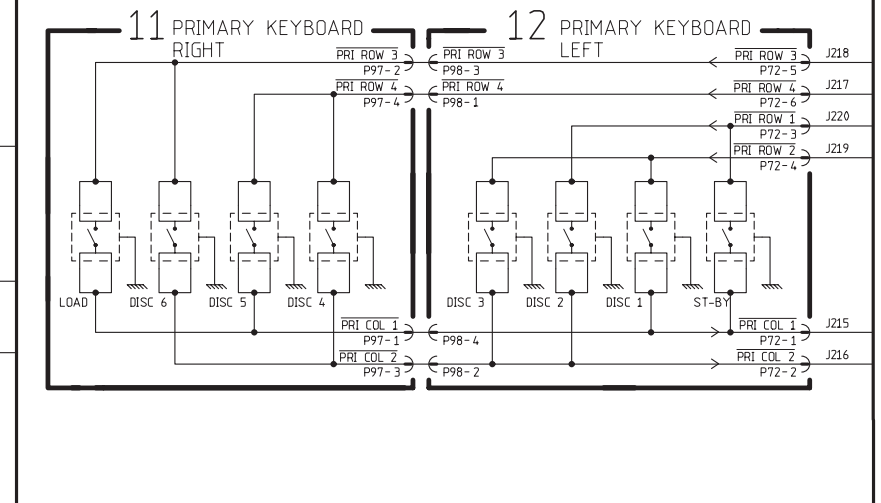 11 PRIMARY KEYBOARD
RIGHT
12 PRIMARY KEYBOARD
LEFT
PRI ROW 3
P97-2
PRI ROW 3
P98-3
PRI ROW 3
P72-5
J218
PRI ROW 4
P97-4
PRI ROW 4
P98-1
PRI ROW 4
P72-6
J217
PRI ROW 1
P72-3
J220
PRI ROW 2
P72-4
J219
LOAD
DISC 6
DISC 5
DISC 4
DISC 3
DISC 2
DISC 1
ST-BY
PRI COL 1
P97-1
P98-4
PRI COL 1
P72-1
J215
PRI COL 2
P97-3
P98-2
PRI COL 2
P72-2
J216